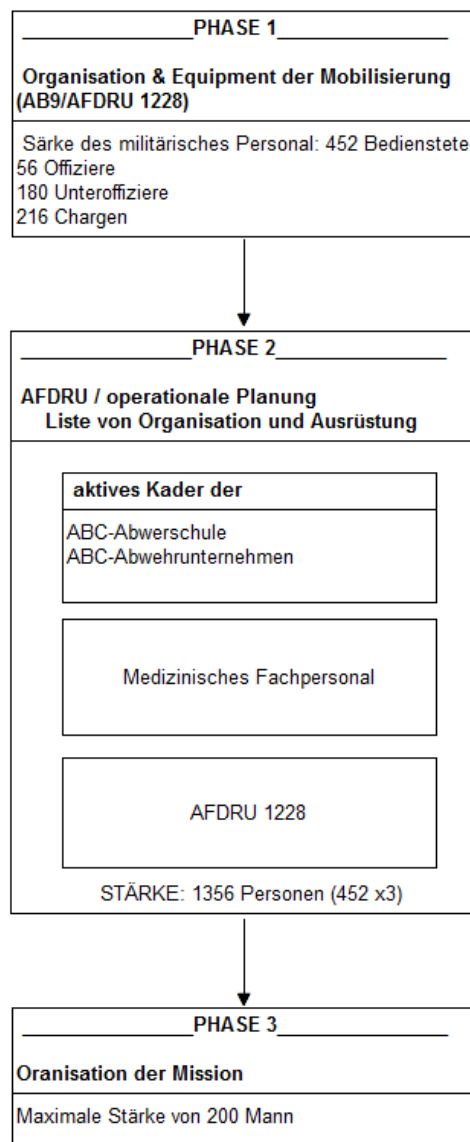 PHASE 1
Organisation & Equipment der Mobilisierung
(AB9/AFDRU 1228)
Särke des militärisches Personal: 452 Bedienstete
56 Offiziere
180 Unteroffiziere
216 Chargen
PHASE 2
AFDRU / operationale Planung
Liste von Organisation und Ausrüstung
aktives Kader der
ABC-Abwerschule
ABC-Abwehrunternehmen
Medizinisches Fachpersonal
AFDRU 1228
STÄRKE: 1356 Personen (452 x3)
PHASE 3
Oranisation der Mission
Maximale Stärke von 200 Mann